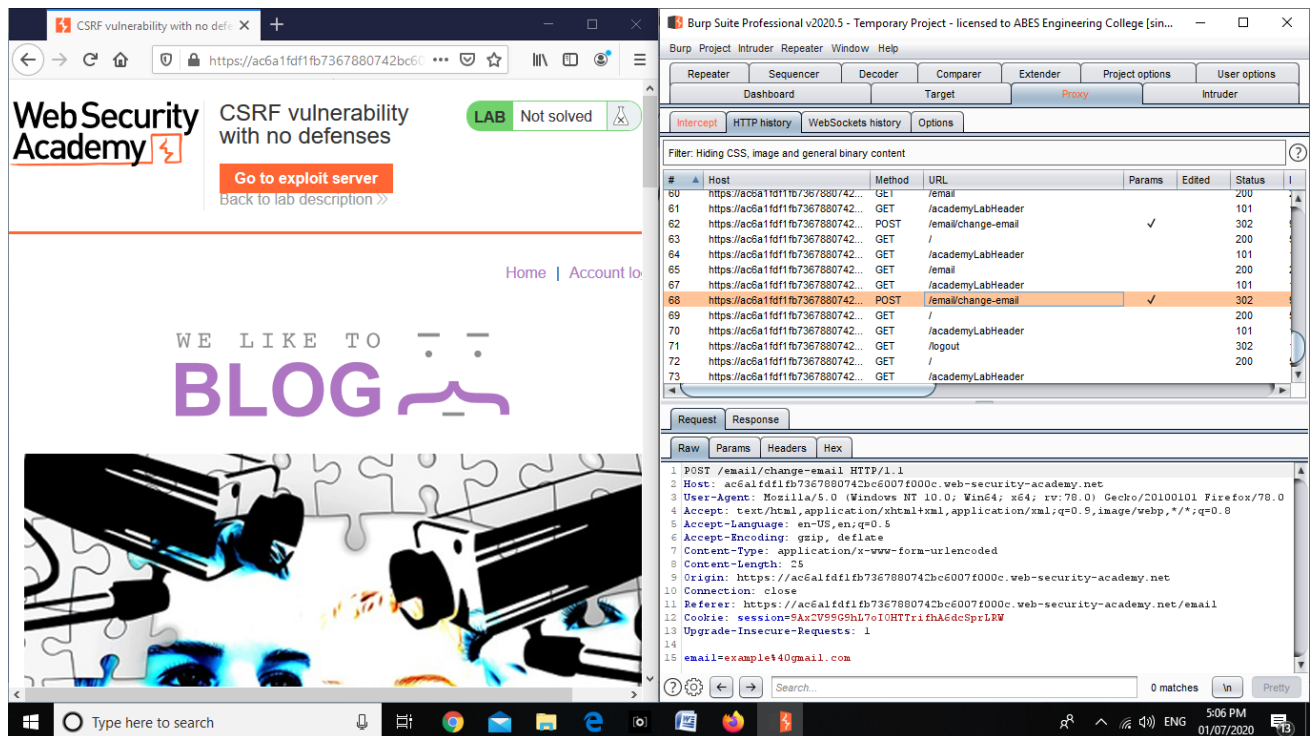 CSRF vulnerability with no defe
https://ac6a1fdf1fb7367880742bc60
Web Security
Academy
CSRF vulnerability
with no defenses
LAB Not solved
Go to exploit server
Back to lab description
Home | Account lo
WE LIKE TO
BLOG
Burp Suite Professional v2020.5 - Temporary Project - licensed to ABES Engineering College [sin...
Burp Project Intruder Repeater Window Help
Repeater Sequencer Decoder Comparer Extender Project options User options
Dashboard Target Proxy Intruder
Intercept HTTP history WebSockets history Options
Filter: Hiding CSS, image and general binary content
# Host Method URL Params Edited Status
60 https://ac6a1fdf1fb7367880742... GET /email 200
61 https://ac6a1fdf1fb7367880742... GET /academyLabHeader 101
62 https://ac6a1fdf1fb7367880742... POST /email/change-email ✓ 302
63 https://ac6a1fdf1fb7367880742... GET / 200
64 https://ac6a1fdf1fb7367880742... GET /academyLabHeader 101
65 https://ac6a1fdf1fb7367880742... GET /email 200
67 https://ac6a1fdf1fb7367880742... GET /academyLabHeader 101
68 https://ac6a1fdf1fb7367880742... POST /email/change-email ✓ 302
69 https://ac6a1fdf1fb7367880742... GET / 200
70 https://ac6a1fdf1fb7367880742... GET /academyLabHeader 101
71 https://ac6a1fdf1fb7367880742... GET /logout 302
72 https://ac6a1fdf1fb7367880742... GET / 200
73 https://ac6a1fdf1fb7367880742... GET /academyLabHeader
Request Response
Raw Params Headers Hex
1 POST /email/change-email HTTP/1.1
2 Host: ac6a1fdf1fb7367880742bc6007f000c.web-security-academy.net
3 User-Agent: Mozilla/5.0 (Windows NT 10.0; Win64; x64; rv:78.0) Gecko/20100101 Firefox/78.0
4 Accept: text/html,application/xhtml+xml,application/xml;q=0.9,image/webp,*/*;q=0.8
5 Accept-Language: en-US,en;q=0.5
6 Accept-Encoding: gzip, deflate
7 Content-Type: application/x-www-form-urlencoded
8 Content-Length: 25
9 Origin: https://ac6a1fdf1fb7367880742bc6007f000c.web-security-academy.net
10 Connection: close
11 Referer: https://ac6a1fdf1fb7367880742bc6007f000c.web-security-academy.net/email
12 Cookie: session=9Ax2V99G9hL7oI0HTTrifhA6dcSprLRW
13 Upgrade-Insecure-Requests: 1
14
15 email=example%40gmail.com
Search... 0 matches \n Pretty
Type here to search
ENG 5:06 PM
01/07/2020
13